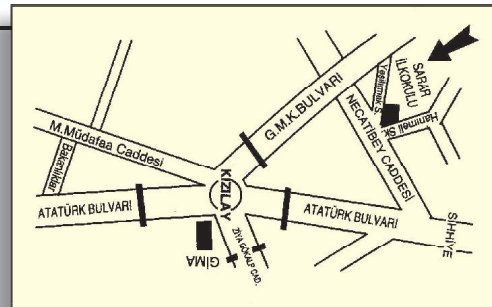 SARAR
İLKOKULU
Yeşilırmak S.
Hanımeli Sk.
G.M.K.BULVARI
NECATİBEY CADDESİ
M.Müdafaa Caddesi
Bakanlıklar
KIZILAY
ATATÜRK BULVARI
ATATÜRK BULVARI
SIHHİYE
GİMA
ZİYA GÖKALP CAD.